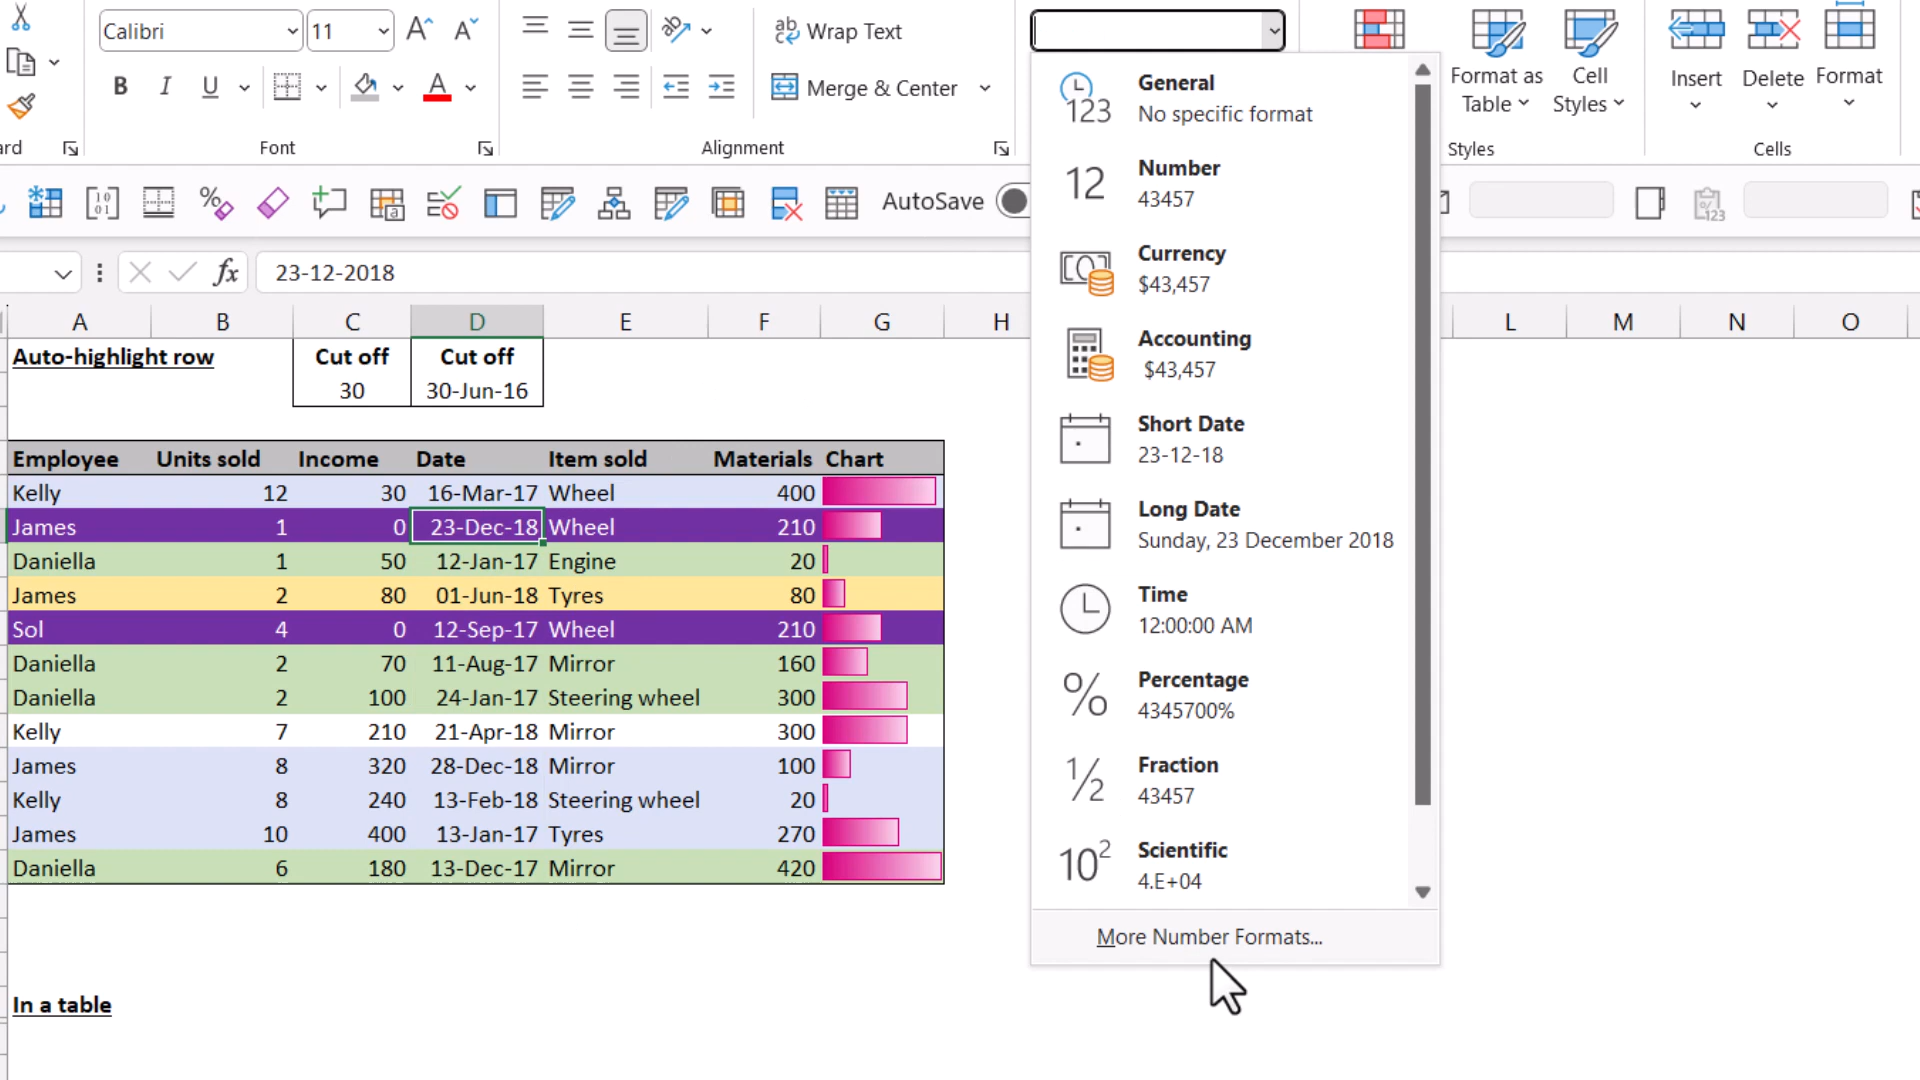 Calibri 11 A^ A˅ ab Wrap Text
B I U A Merge & Center Format as Cell Insert Delete Format
Table Styles
ard Font Alignment Styles Cells
AutoSave
fx 23-12-2018
A B C D E F G H L M N O
General
No specific format
Number
43457
Currency
$43,457
Accounting
$43,457
Short Date
23-12-18
Long Date
Sunday, 23 December 2018
Time
12:00:00 AM
Percentage
4345700%
Fraction
43457
Scientific
4.E+04
More Number Formats...
Auto-highlight row Cut off Cut off
30 30-Jun-16
Employee Units sold Income Date Item sold Materials Chart
Kelly 12 30 16-Mar-17 Wheel 400
James 1 0 23-Dec-18 Wheel 210
Daniella 1 50 12-Jan-17 Engine 20
James 2 80 01-Jun-18 Tyres 80
Sol 4 0 12-Sep-17 Wheel 210
Daniella 2 70 11-Aug-17 Mirror 160
Daniella 2 100 24-Jan-17 Steering wheel 300
Kelly 7 210 21-Apr-18 Mirror 300
James 8 320 28-Dec-18 Mirror 100
Kelly 8 240 13-Feb-18 Steering wheel 20
James 10 400 13-Jan-17 Tyres 270
Daniella 6 180 13-Dec-17 Mirror 420
In a table